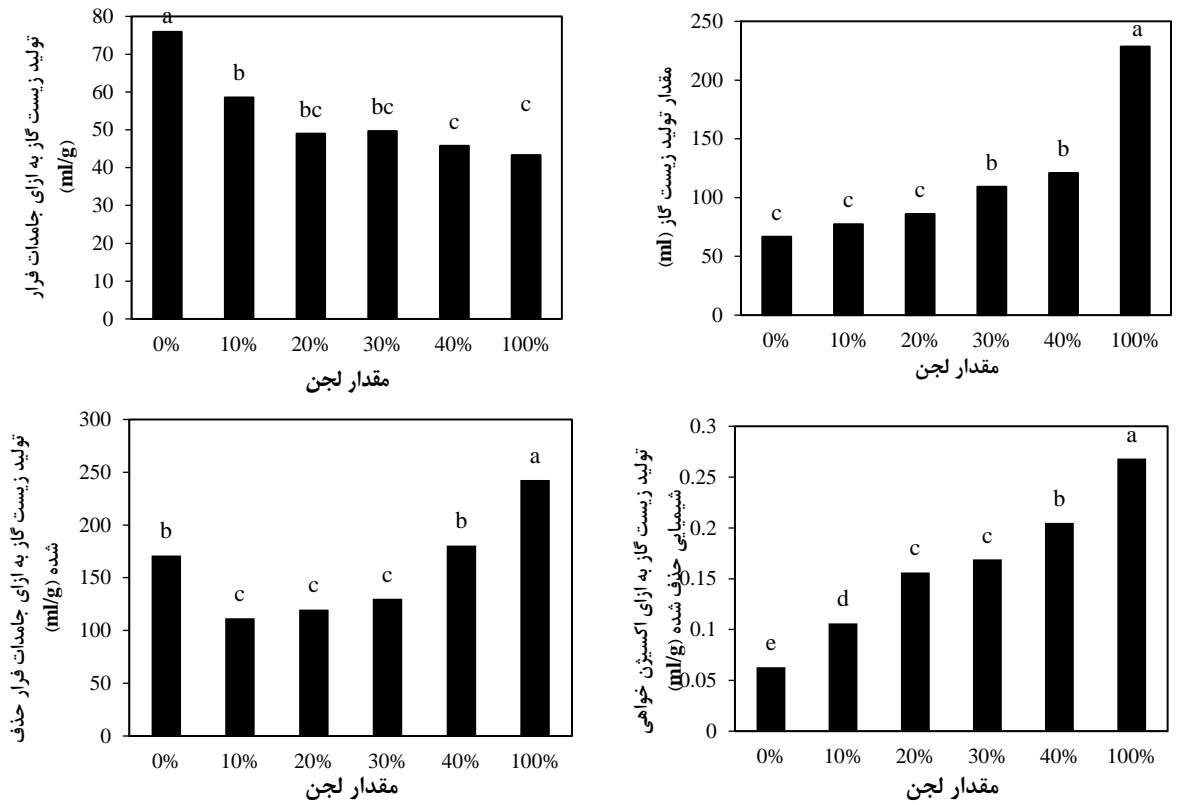 تولید زیست گاز به ازای جامدات فرار
(ml/g)
80
70
60
50
40
30
20
10
0
a
b
bc
bc
c
c
0% 10% 20% 30% 40% 100%
مقدار لجن
مقدار تولید زیست گاز (ml)
250
200
150
100
50
0
c
c
c
b
b
a
0% 10% 20% 30% 40% 100%
مقدار لجن
تولید زیست گاز به ازای جامدات فرار حذف
شده (ml/g)
300
250
200
150
100
50
0
b
c
c
c
b
a
0% 10% 20% 30% 40% 100%
مقدار لجن
تولید زیست گاز به ازای اکسیژن خواهی
شیمیایی حذف شده (ml/g)
0.3
0.25
0.2
0.15
0.1
0.05
0
e
d
c
c
b
a
0% 10% 20% 30% 40% 100%
مقدار لجن